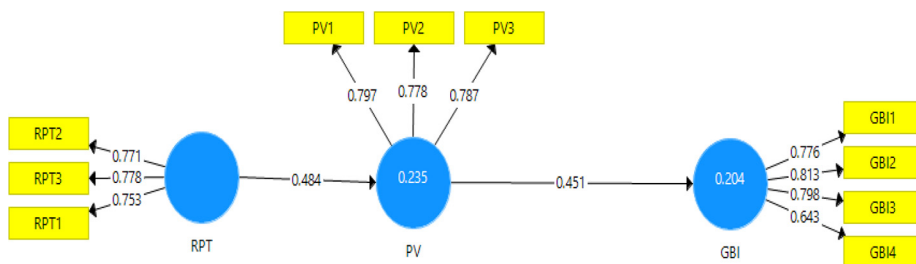 PV1
PV2
PV3
0.797
0.778
0.787
RPT2
RPT3
RPT1
0.771
0.778
0.753
RPT
0.484
0.235
PV
0.451
0.204
GBI
0.776
0.813
0.798
0.643
GBI1
GBI2
GBI3
GBI4